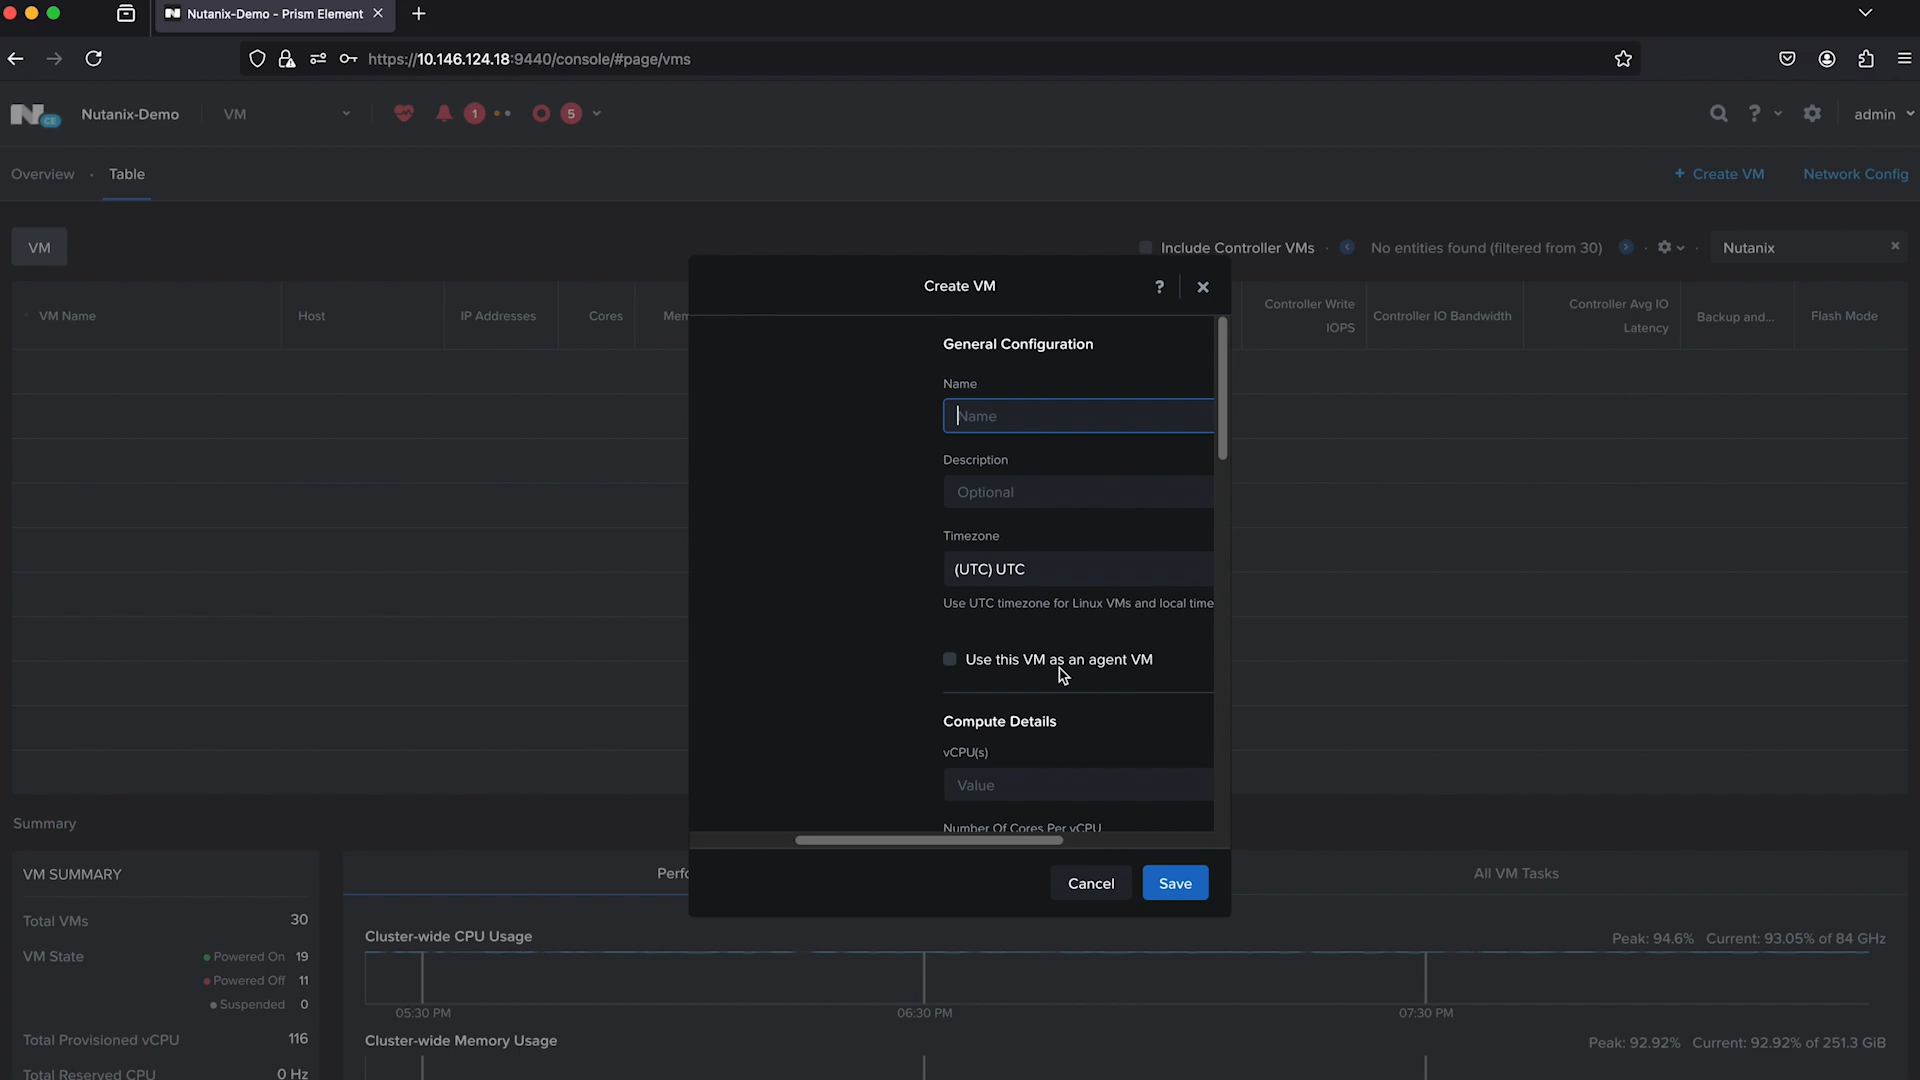 Nutanix-Demo - Prism Element
https://10.146.124.18:9440/console/#page/vms
CE
Nutanix-Demo
VM
1
5
?
admin
Overview
Table
+ Create VM
Network Config
VM
Include Controller VMs
No entities found (filtered from 30)
Nutanix
VM Name
Host
IP Addresses
Cores
Mem
Controller Write
IOPS
Controller IO Bandwidth
Controller Avg IO
Latency
Backup and...
Flash Mode
Create VM
?
General Configuration
Name
Name
Description
Optional
Timezone
(UTC) UTC
Use UTC timezone for Linux VMs and local time
Use this VM as an agent VM
Compute Details
vCPU(s)
Value
Number Of Cores Per vCPU
Cancel
Save
Summary
VM SUMMARY
Total VMs
30
VM State
Powered On 19
Powered Off 11
Suspended 0
Total Provisioned vCPU
116
Total Reserved CPU
0 Hz
Perfo
All VM Tasks
Cluster-wide CPU Usage
Peak: 94.6% Current: 93.05% of 84 GHz
05:30 PM
06:30 PM
07:30 PM
Cluster-wide Memory Usage
Peak: 92.92% Current: 92.92% of 251.3 GiB